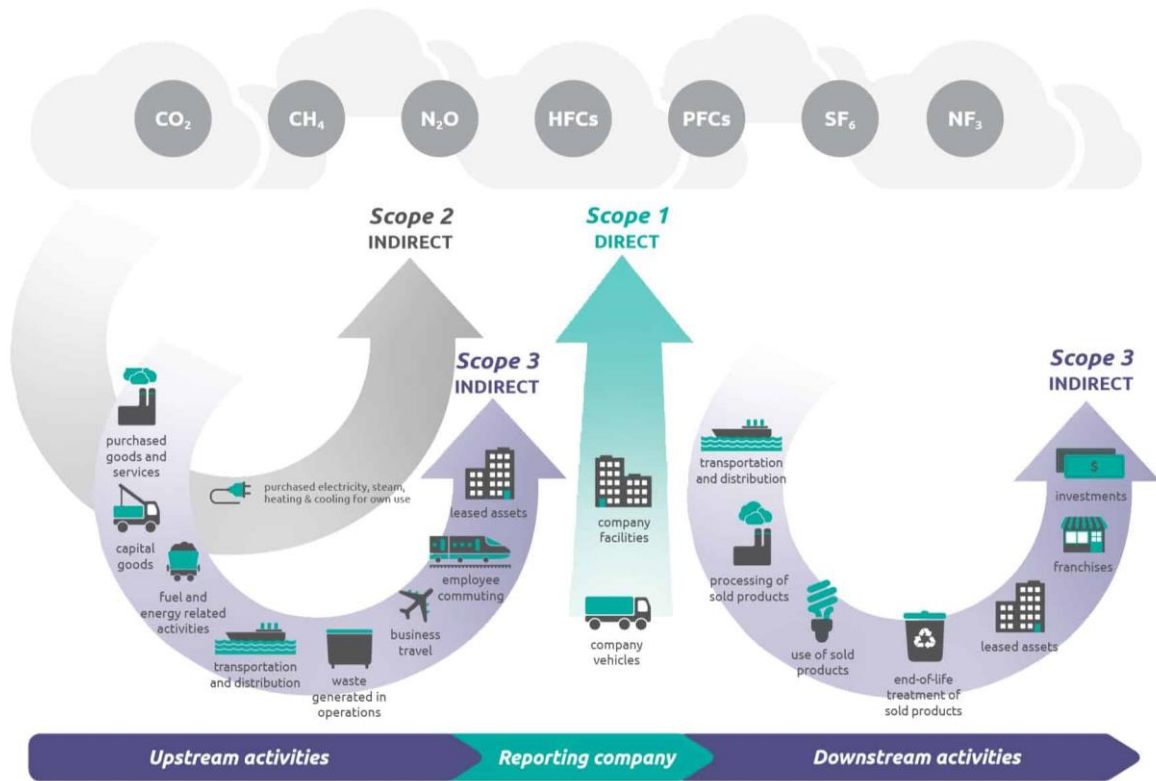 CO₂
CH₄
N₂O
HFCs
PFCs
SF₆
NF₃
Scope 2
INDIRECT
Scope 1
DIRECT
Scope 3
INDIRECT
Scope 3
INDIRECT
purchased
goods and
services
capital
goods
fuel and
energy related
activities
transportation
and distribution
waste
generated in
operations
business
travel
employee
commuting
leased assets
purchased electricity, steam,
heating & cooling for own use
company
facilities
company
vehicles
transportation
and distribution
processing of
sold products
use of sold
products
end-of-life
treatment of
sold products
leased assets
franchises
$
investments
Upstream activities
Reporting company
Downstream activities